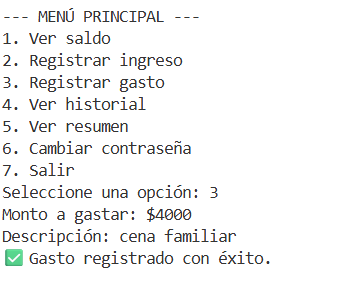 --- MENÚ PRINCIPAL ---
1. Ver saldo
2. Registrar ingreso
3. Registrar gasto
4. Ver historial
5. Ver resumen
6. Cambiar contraseña
7. Salir
Seleccione una opción: 3
Monto a gastar: $4000
Descripción: cena familiar
✅ Gasto registrado con éxito.